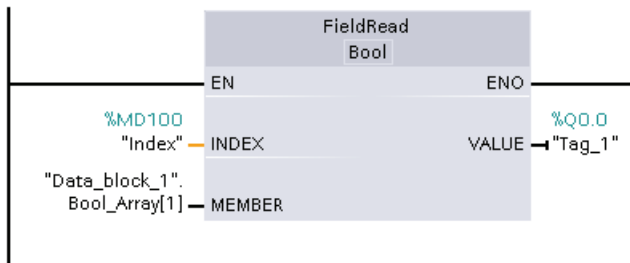 FieldRead
Bool
EN ENO
%MD100 %Q0.0
"Index" INDEX VALUE "Tag_1"
"Data_block_1".
Bool_Array[1] MEMBER